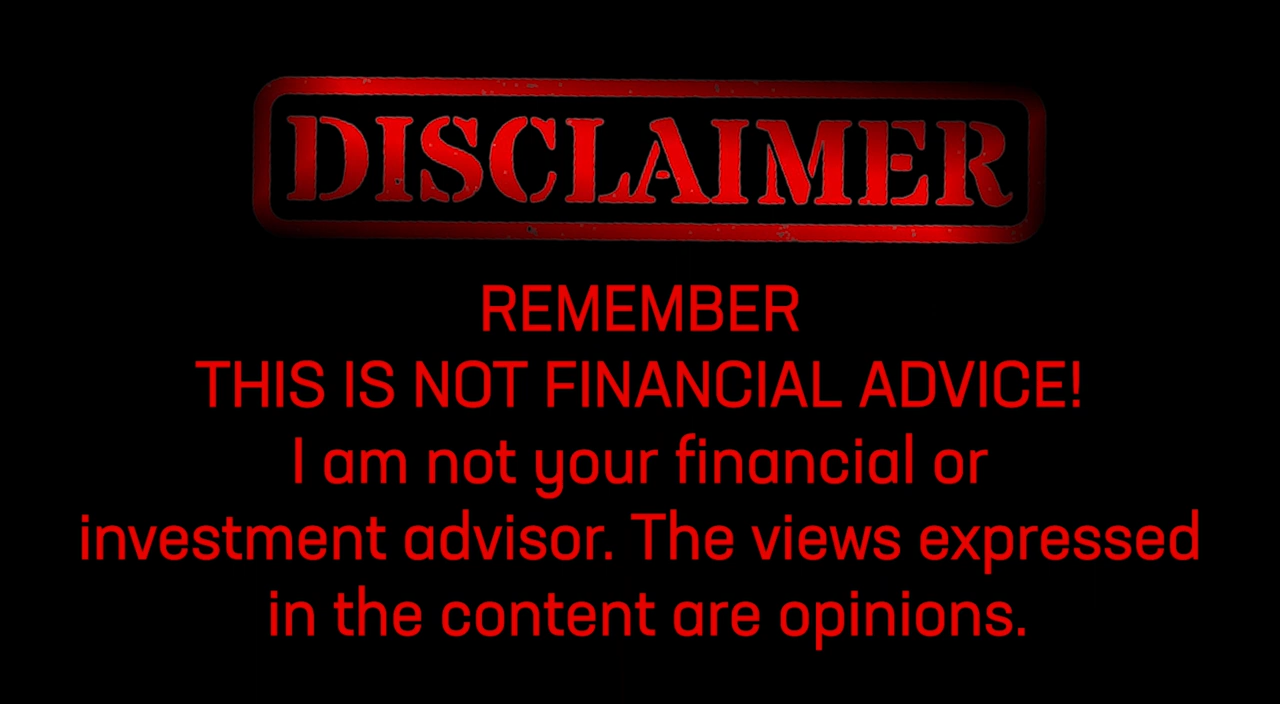 DISCLAIMER
REMEMBER
THIS IS NOT FINANCIAL ADVICE!
I am not your financial or
investment advisor. The views expressed
in the content are opinions.